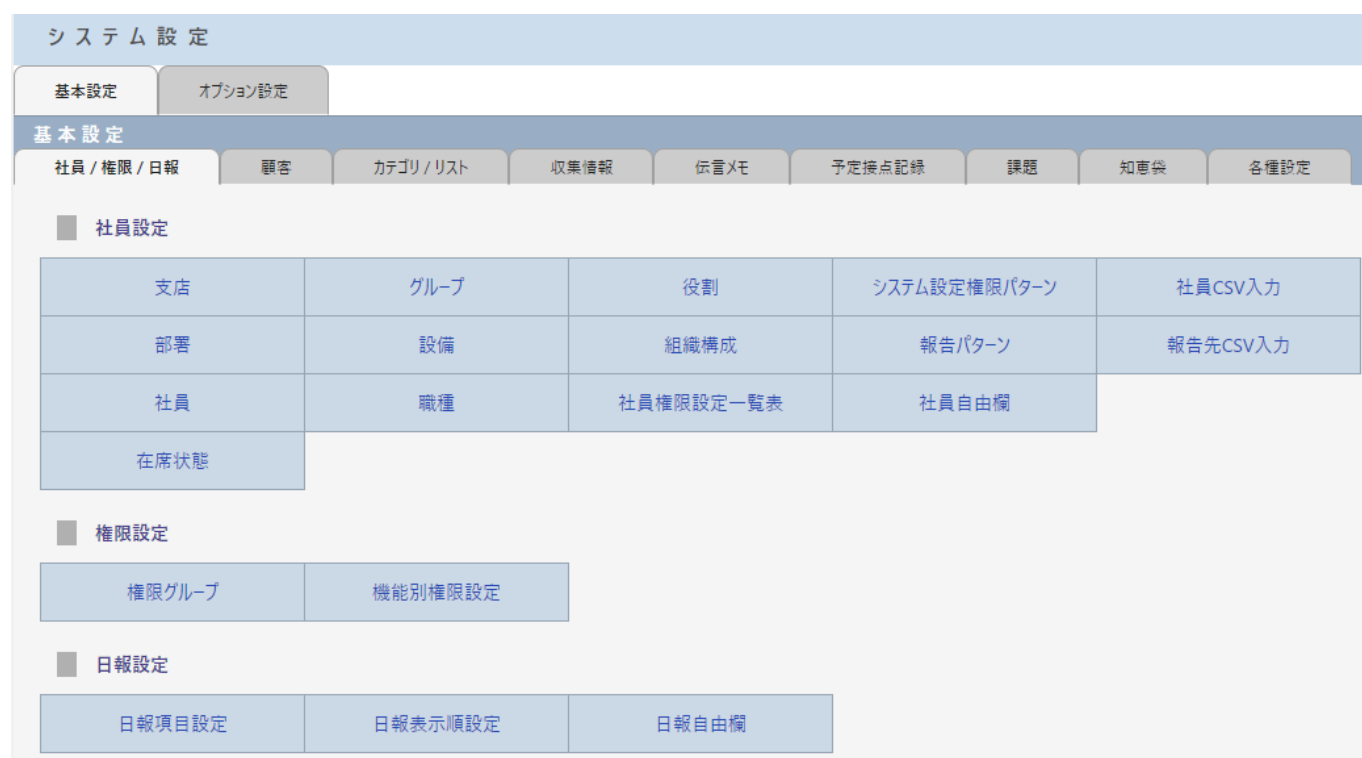 システム設定
基本設定 オプション設定
基本設定
社員 / 権限 / 日報 顧客 カテゴリ / リスト 収集情報 伝言メモ 予定接点記録 課題 知恵袋 各種設定
社員設定
支店 グループ 役割 システム設定権限パターン 社員CSV入力
部署 設備 組織構成 報告パターン 報告先CSV入力
社員 職種 社員権限設定一覧表 社員自由欄
在席状態
権限設定
権限グループ 機能別権限設定
日報設定
日報項目設定 日報表示順設定 日報自由欄